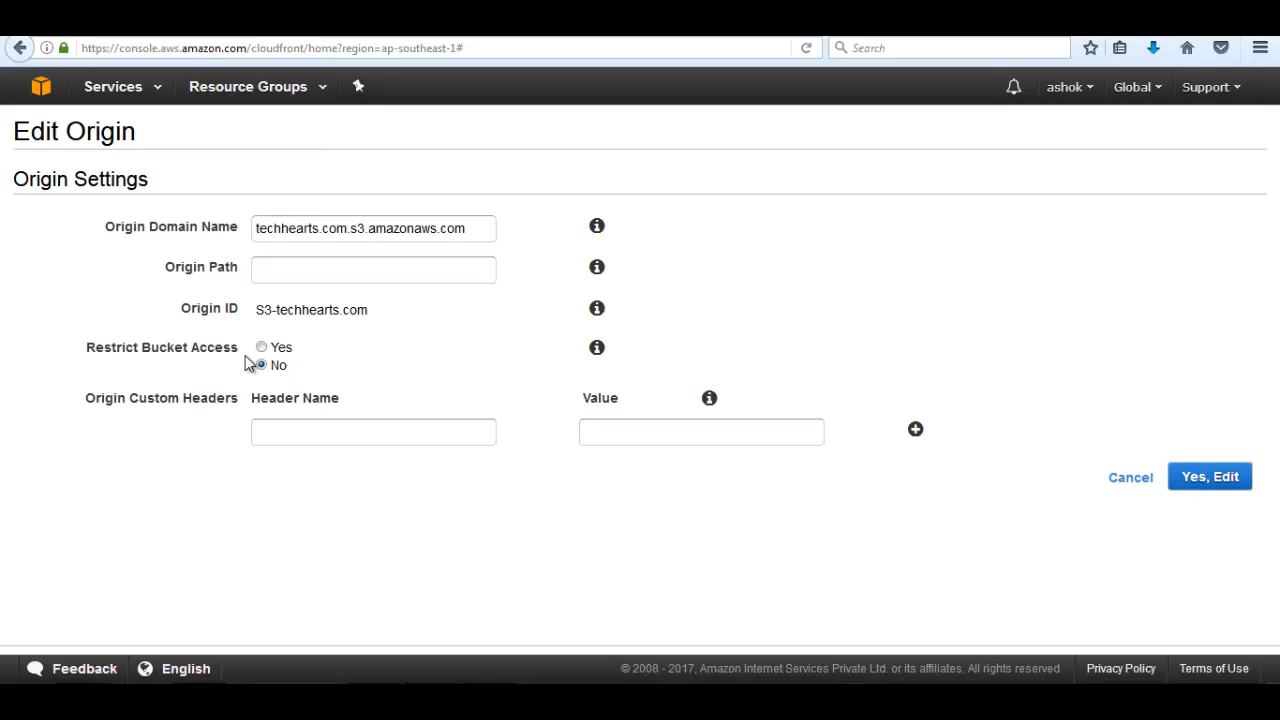 https://console.aws.amazon.com/cloudfront/home?region=ap-southeast-1#
Search
Services
Resource Groups
ashok
Global
Support
Edit Origin
Origin Settings
Origin Domain Name
techhearts.com.s3.amazonaws.com
Origin Path
Origin ID
S3-techhearts.com
Restrict Bucket Access
Yes
No
Origin Custom Headers
Header Name
Value
Cancel
Yes, Edit
Feedback
English
© 2008 - 2017, Amazon Internet Services Private Ltd. or its affiliates. All rights reserved.
Privacy Policy
Terms of Use